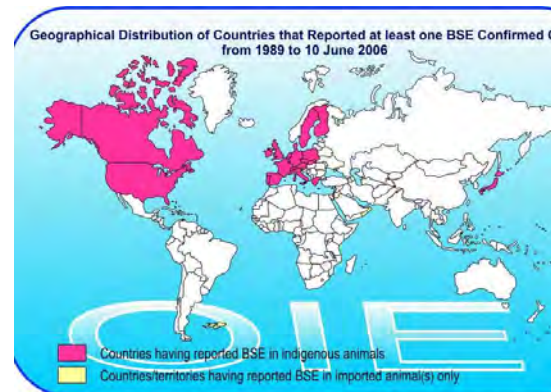 Geographical Distribution of Countries that Reported at least one BSE Confirmed C
from 1989 to 10 June 2006
OIE
Countries having reported BSE in indigenous animals
Countries/territories having reported BSE in imported animal(s) only